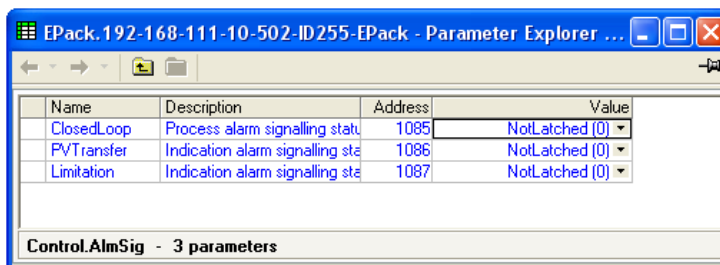 EPack.192-168-111-10-502-ID255-EPack - Parameter Explorer ...
Name Description Address Value
ClosedLoop Process alarm signalling statu 1085 NotLatched (0)
PVTransfer Indication alarm signalling sta 1086 NotLatched (0)
Limitation Indication alarm signalling sta 1087 NotLatched (0)
Control.AlmSig - 3 parameters